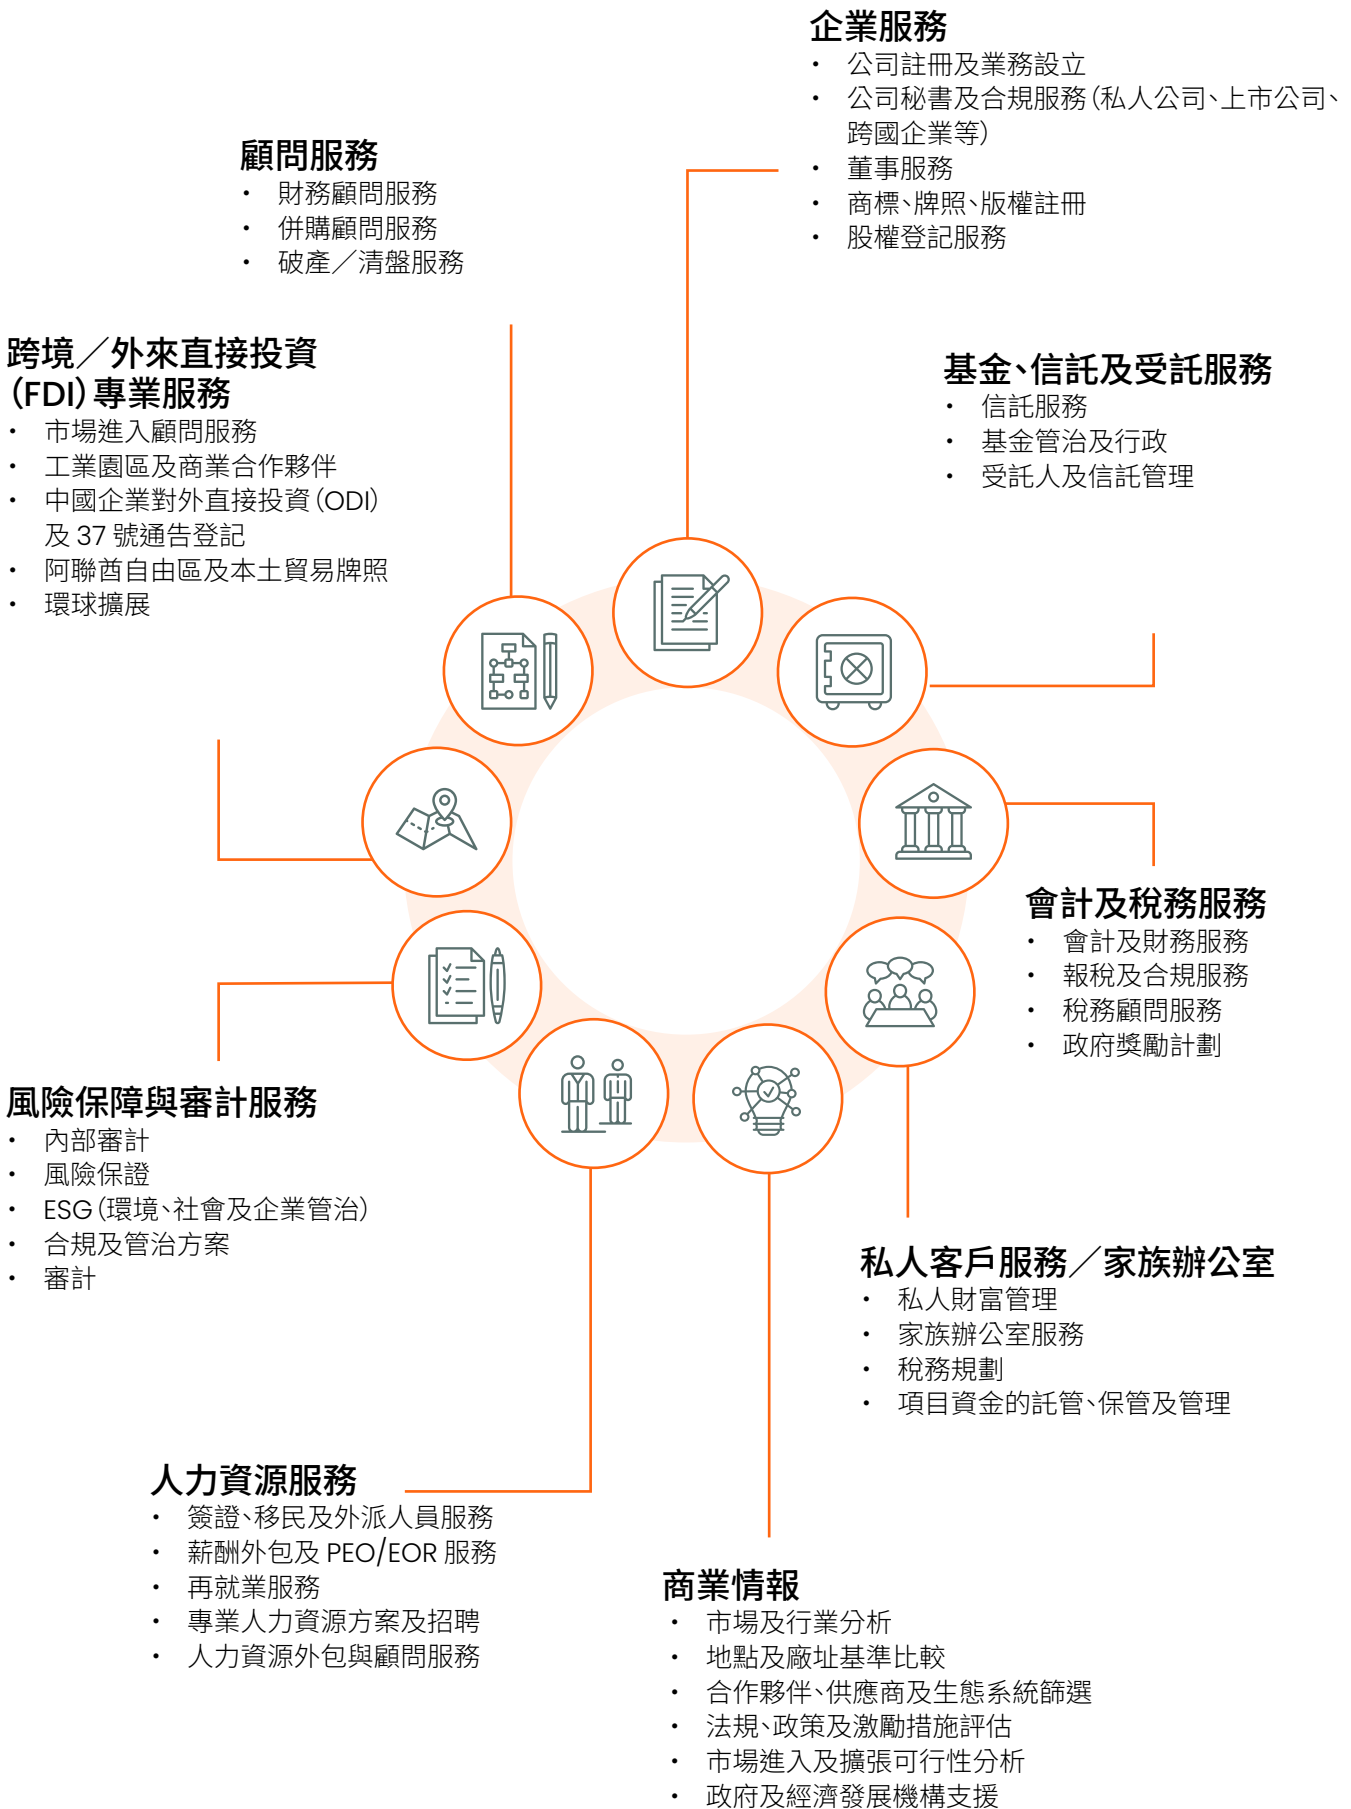 企業服務
• 公司註冊及業務設立
• 公司秘書及合規服務（私人公司、上市公司、
跨國企業等）
• 董事服務
• 商標、牌照、版權註冊
• 股權登記服務
顧問服務
• 財務顧問服務
• 併購顧問服務
• 破產／清盤服務
跨境／外來直接投資
（FDI）專業服務
• 市場進入顧問服務
• 工業園區及商業合作夥伴
• 中國企業對外直接投資（ODI）
及 37 號通告登記
• 阿聯酋自由區及本土貿易牌照
• 環球擴展
基金、信託及受託服務
• 信託服務
• 基金管治及行政
• 受託人及信託管理
會計及稅務服務
• 會計及財務服務
• 報稅及合規服務
• 稅務顧問服務
• 政府獎勵計劃
風險保障與審計服務
• 內部審計
• 風險保證
• ESG（環境、社會及企業管治）
• 合規及管治方案
• 審計
私人客戶服務／家族辦公室
• 私人財富管理
• 家族辦公室服務
• 稅務規劃
• 項目資金的託管、保管及管理
人力資源服務
• 簽證、移民及外派人員服務
• 薪酬外包及 PEO/EOR 服務
• 再就業服務
• 專業人力資源方案及招聘
• 人力資源外包與顧問服務
商業情報
• 市場及行業分析
• 地點及廠址基準比較
• 合作夥伴、供應商及生態系統篩選
• 法規、政策及激勵措施評估
• 市場進入及擴張可行性分析
• 政府及經濟發展機構支援